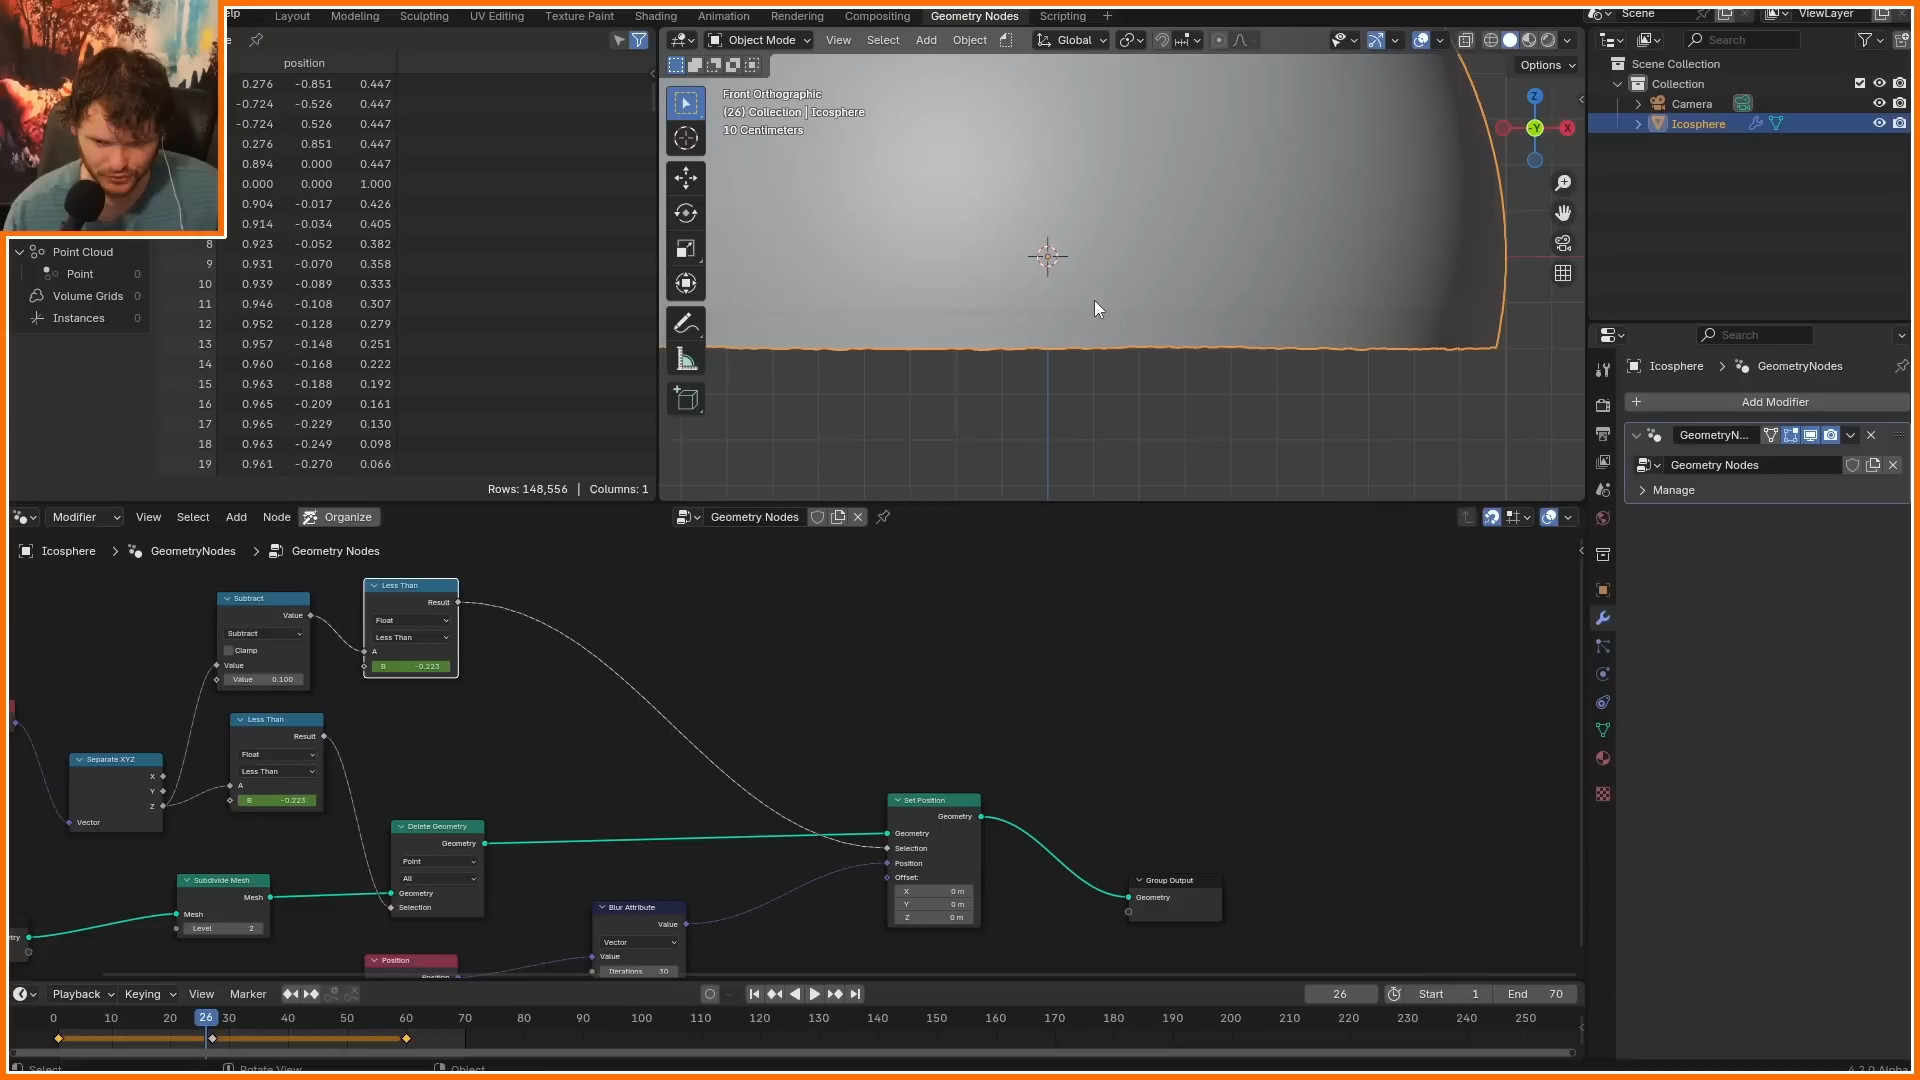 elp
Layout
Modeling
Sculpting
UV Editing
Texture Paint
Shading
Animation
Rendering
Compositing
Geometry Nodes
Scripting
+
Scene
ViewLayer
e
Object Mode
View
Select
Add
Object
Global
Search
Options
position
0.276 -0.851 0.447
-0.724 -0.526 0.447
-0.724 0.526 0.447
0.276 0.851 0.447
0.894 0.000 0.447
0.000 0.000 1.000
0.904 -0.017 0.426
0.914 -0.034 0.405
8 0.923 -0.052 0.382
9 0.931 -0.070 0.358
10 0.939 -0.089 0.333
11 0.946 -0.108 0.307
12 0.952 -0.128 0.279
13 0.957 -0.148 0.251
14 0.960 -0.168 0.222
15 0.963 -0.188 0.192
16 0.965 -0.209 0.161
17 0.965 -0.229 0.130
18 0.963 -0.249 0.098
19 0.961 -0.270 0.066
Rows: 148,556 | Columns: 1
Point Cloud
Point 0
Volume Grids 0
Instances 0
Front Orthographic
(26) Collection | Icosphere
10 Centimeters
Z
-Y
X
Scene Collection
Collection
Camera
Icosphere
Search
Icosphere > GeometryNodes
+ Add Modifier
GeometryN...
Geometry Nodes
Manage
Modifier
View
Select
Add
Node
Organize
Geometry Nodes
Icosphere > GeometryNodes > Geometry Nodes
Subtract
Value
Subtract
Clamp
Value
Value 0.100
Less Than
Result
Float
Less Than
A
B -0.223
Less Than
Result
Float
Less Than
A
B -0.223
Separate XYZ
X
Y
Z
Vector
Delete Geometry
Geometry
Point
All
Geometry
Selection
Subdivide Mesh
Mesh
Mesh
Level 2
etry
Position
Position
Blur Attribute
Value
Vector
Value
Iterations 30
Set Position
Geometry
Geometry
Selection
Position
Offset:
X 0 m
Y 0 m
Z 0 m
Group Output
Geometry
Playback
Keying
View
Marker
26
Start 1
End 70
0 10 20 26 30 40 50 60 70 80 90 100 110 120 130 140 150 160 170 180 190 200 210 220 230 240 250
Select
Rotate View
Object
4.2.0 Alpha